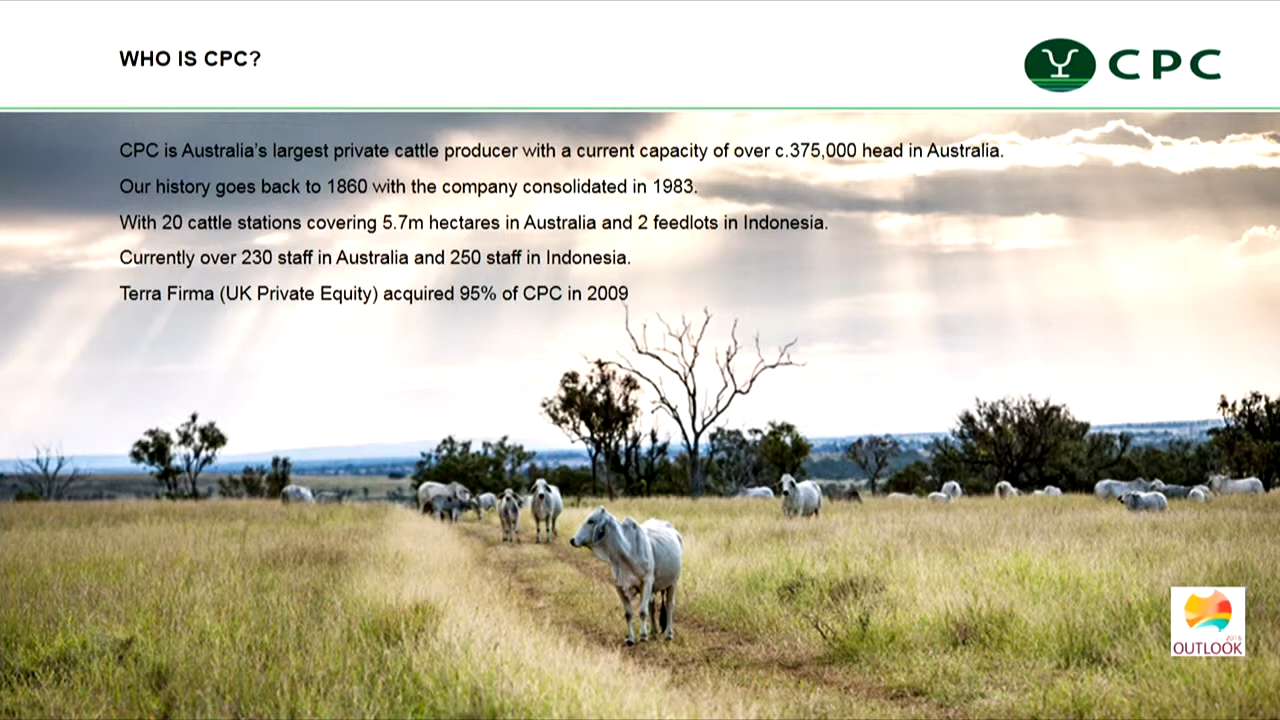 WHO IS CPC?
CPC
CPC is Australia's largest private cattle producer with a current capacity of over c.375,000 head in Australia.
Our history goes back to 1860 with the company consolidated in 1983.
With 20 cattle stations covering 5.7m hectares in Australia and 2 feedlots in Indonesia.
Currently over 230 staff in Australia and 250 staff in Indonesia.
Terra Firma (UK Private Equity) acquired 95% of CPC in 2009
OUTLOOK